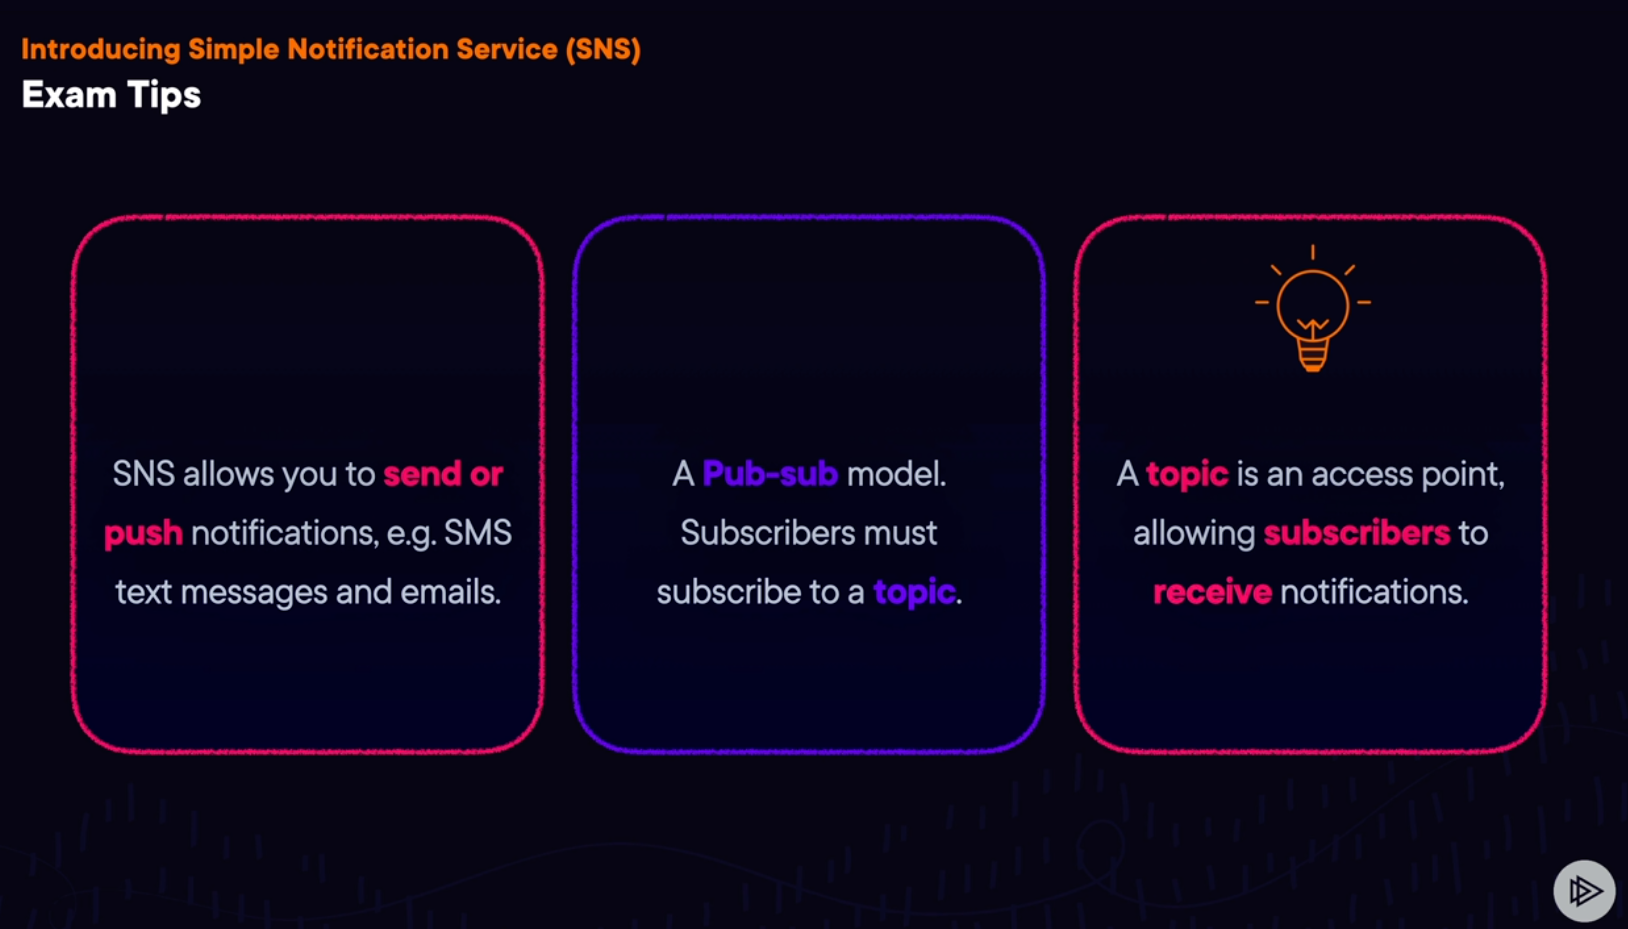 Introducing Simple Notification Service (SNS)
Exam Tips
SNS allows you to send or
push notifications, e.g. SMS
text messages and emails.
A Pub-sub model.
Subscribers must
subscribe to a topic.
A topic is an access point,
allowing subscribers to
receive notifications.